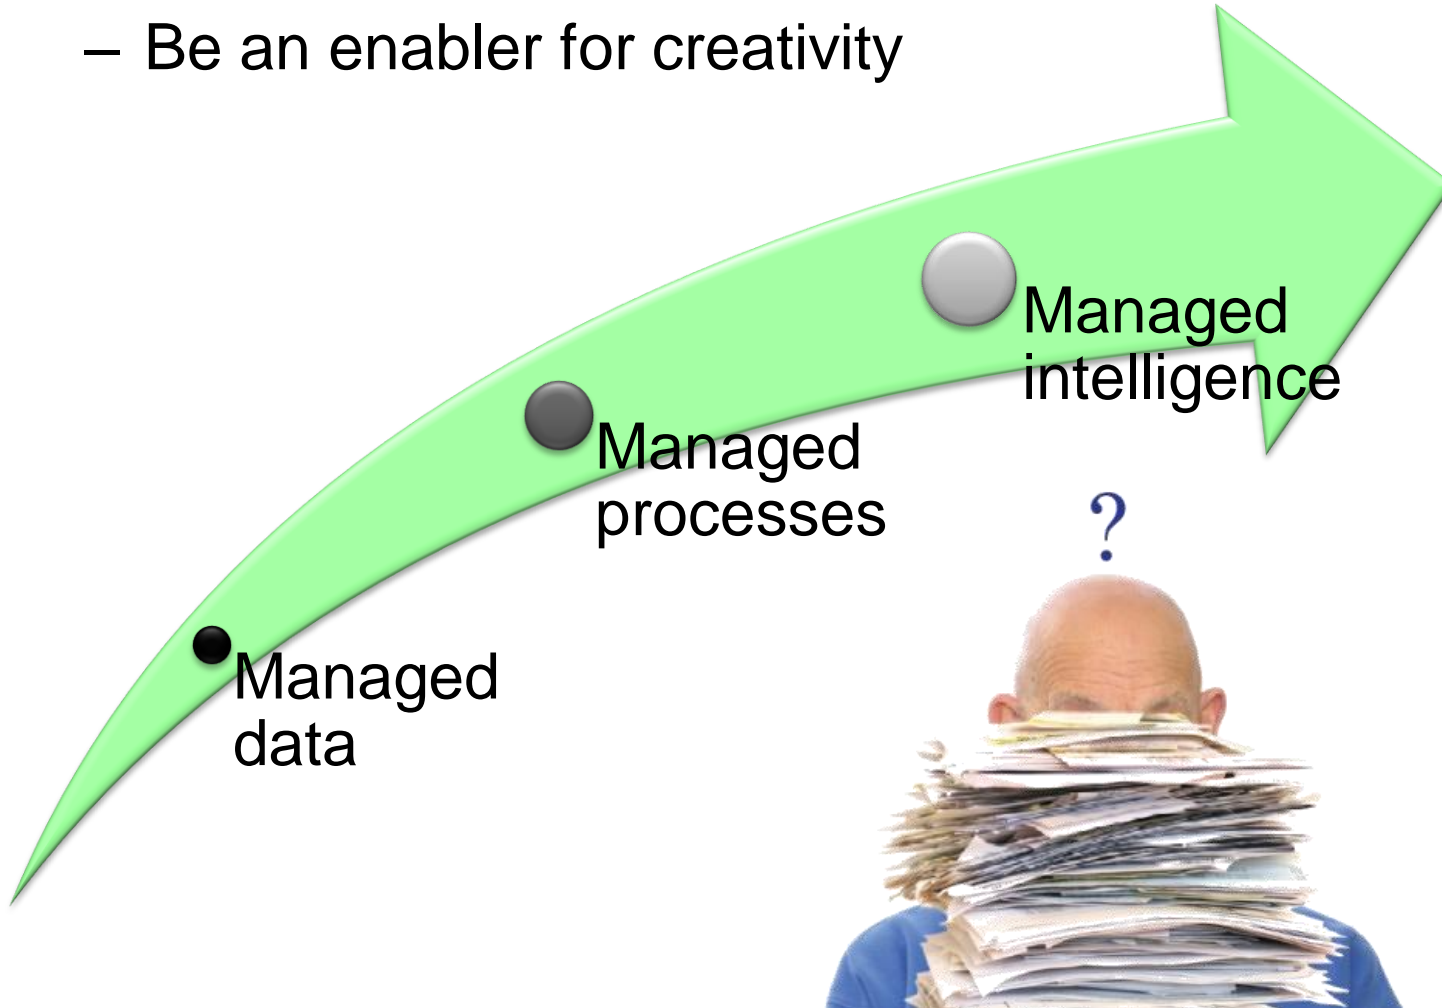 – Be an enabler for creativity
Managed
intelligence
Managed
processes
?
Managed
data